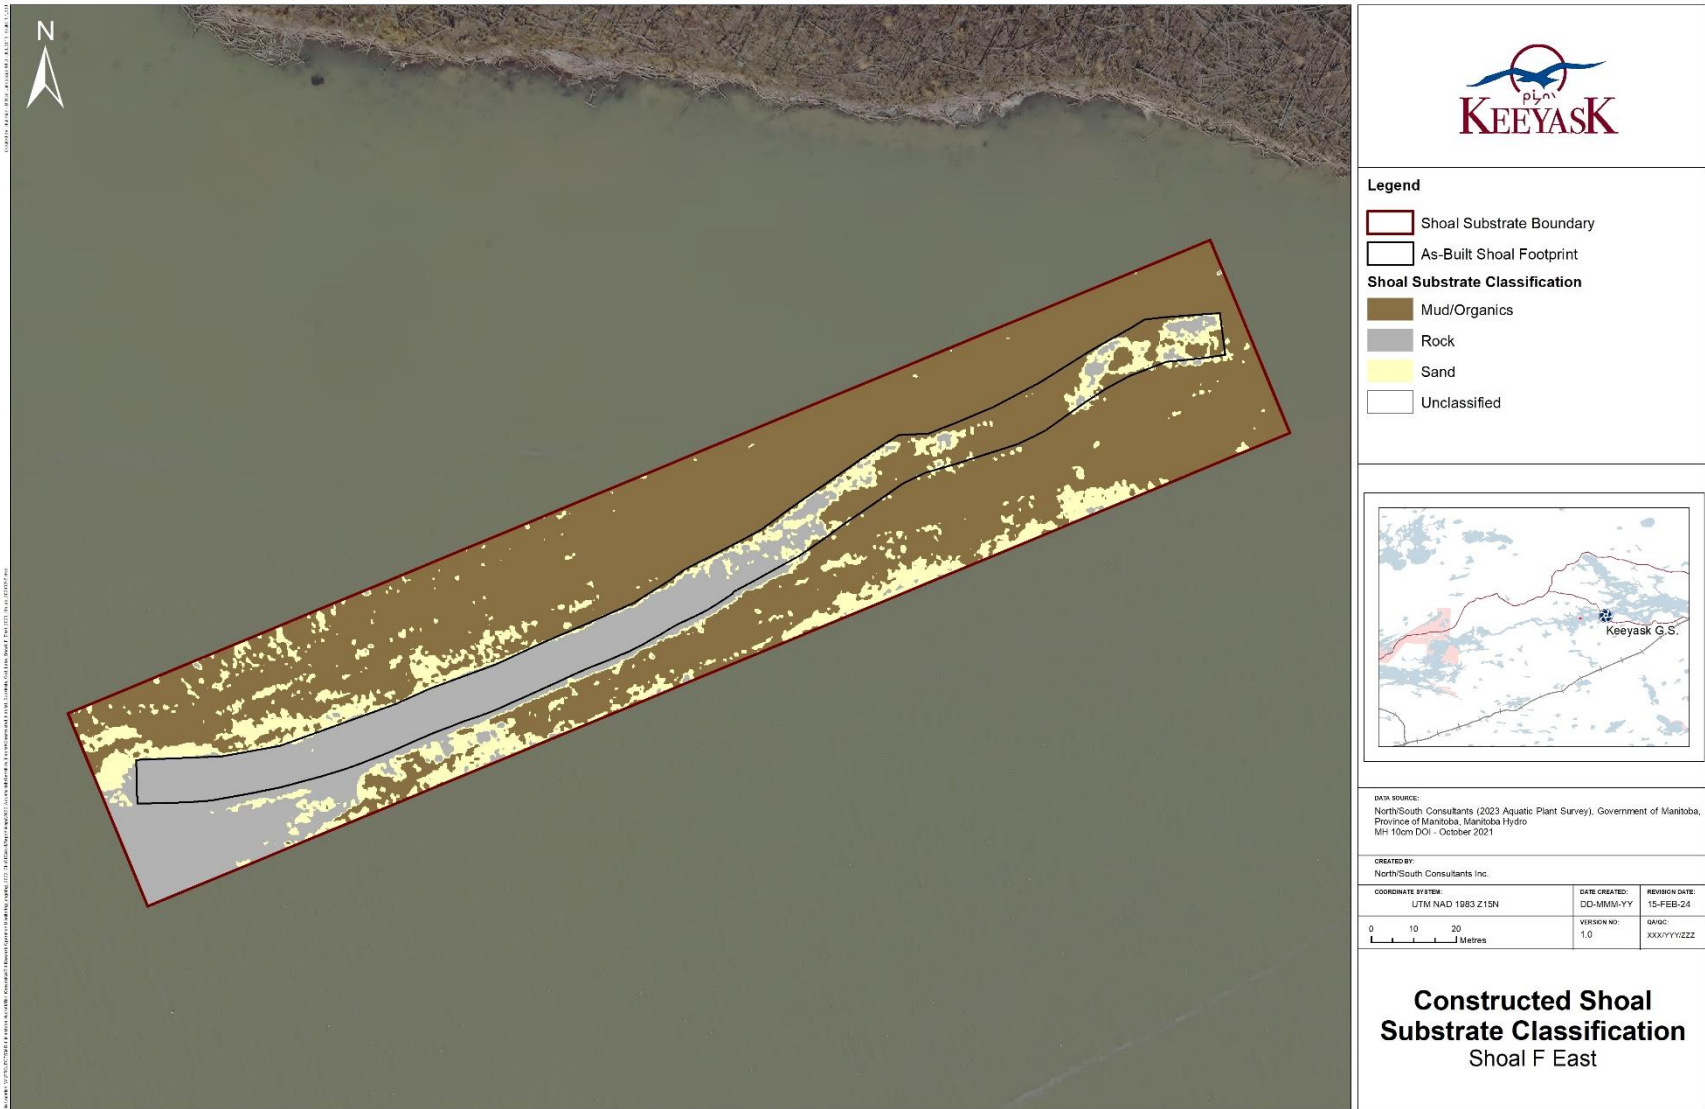 N
ᑭᓯᐢ
KEEYASK
Legend
Shoal Substrate Boundary
As-Built Shoal Footprint
Shoal Substrate Classification
Mud/Organics
Rock
Sand
Unclassified
Keeyask G.S.
DATA SOURCE:
North/South Consultants (2023 Aquatic Plant Survey), Government of Manitoba,
Province of Manitoba, Manitoba Hydro
MH 10cm DOI - October 2021
CREATED BY:
North/South Consultants Inc.
COORDINATE SYSTEM:
UTM NAD 1983 Z15N
DATE CREATED:
DD-MMM-YY
REVISION DATE:
15-FEB-24
0 10 20
Metres
VERSION NO:
1.0
QA/QC:
XXX/YYY/ZZZ
Constructed Shoal
Substrate Classification
Shoal F East